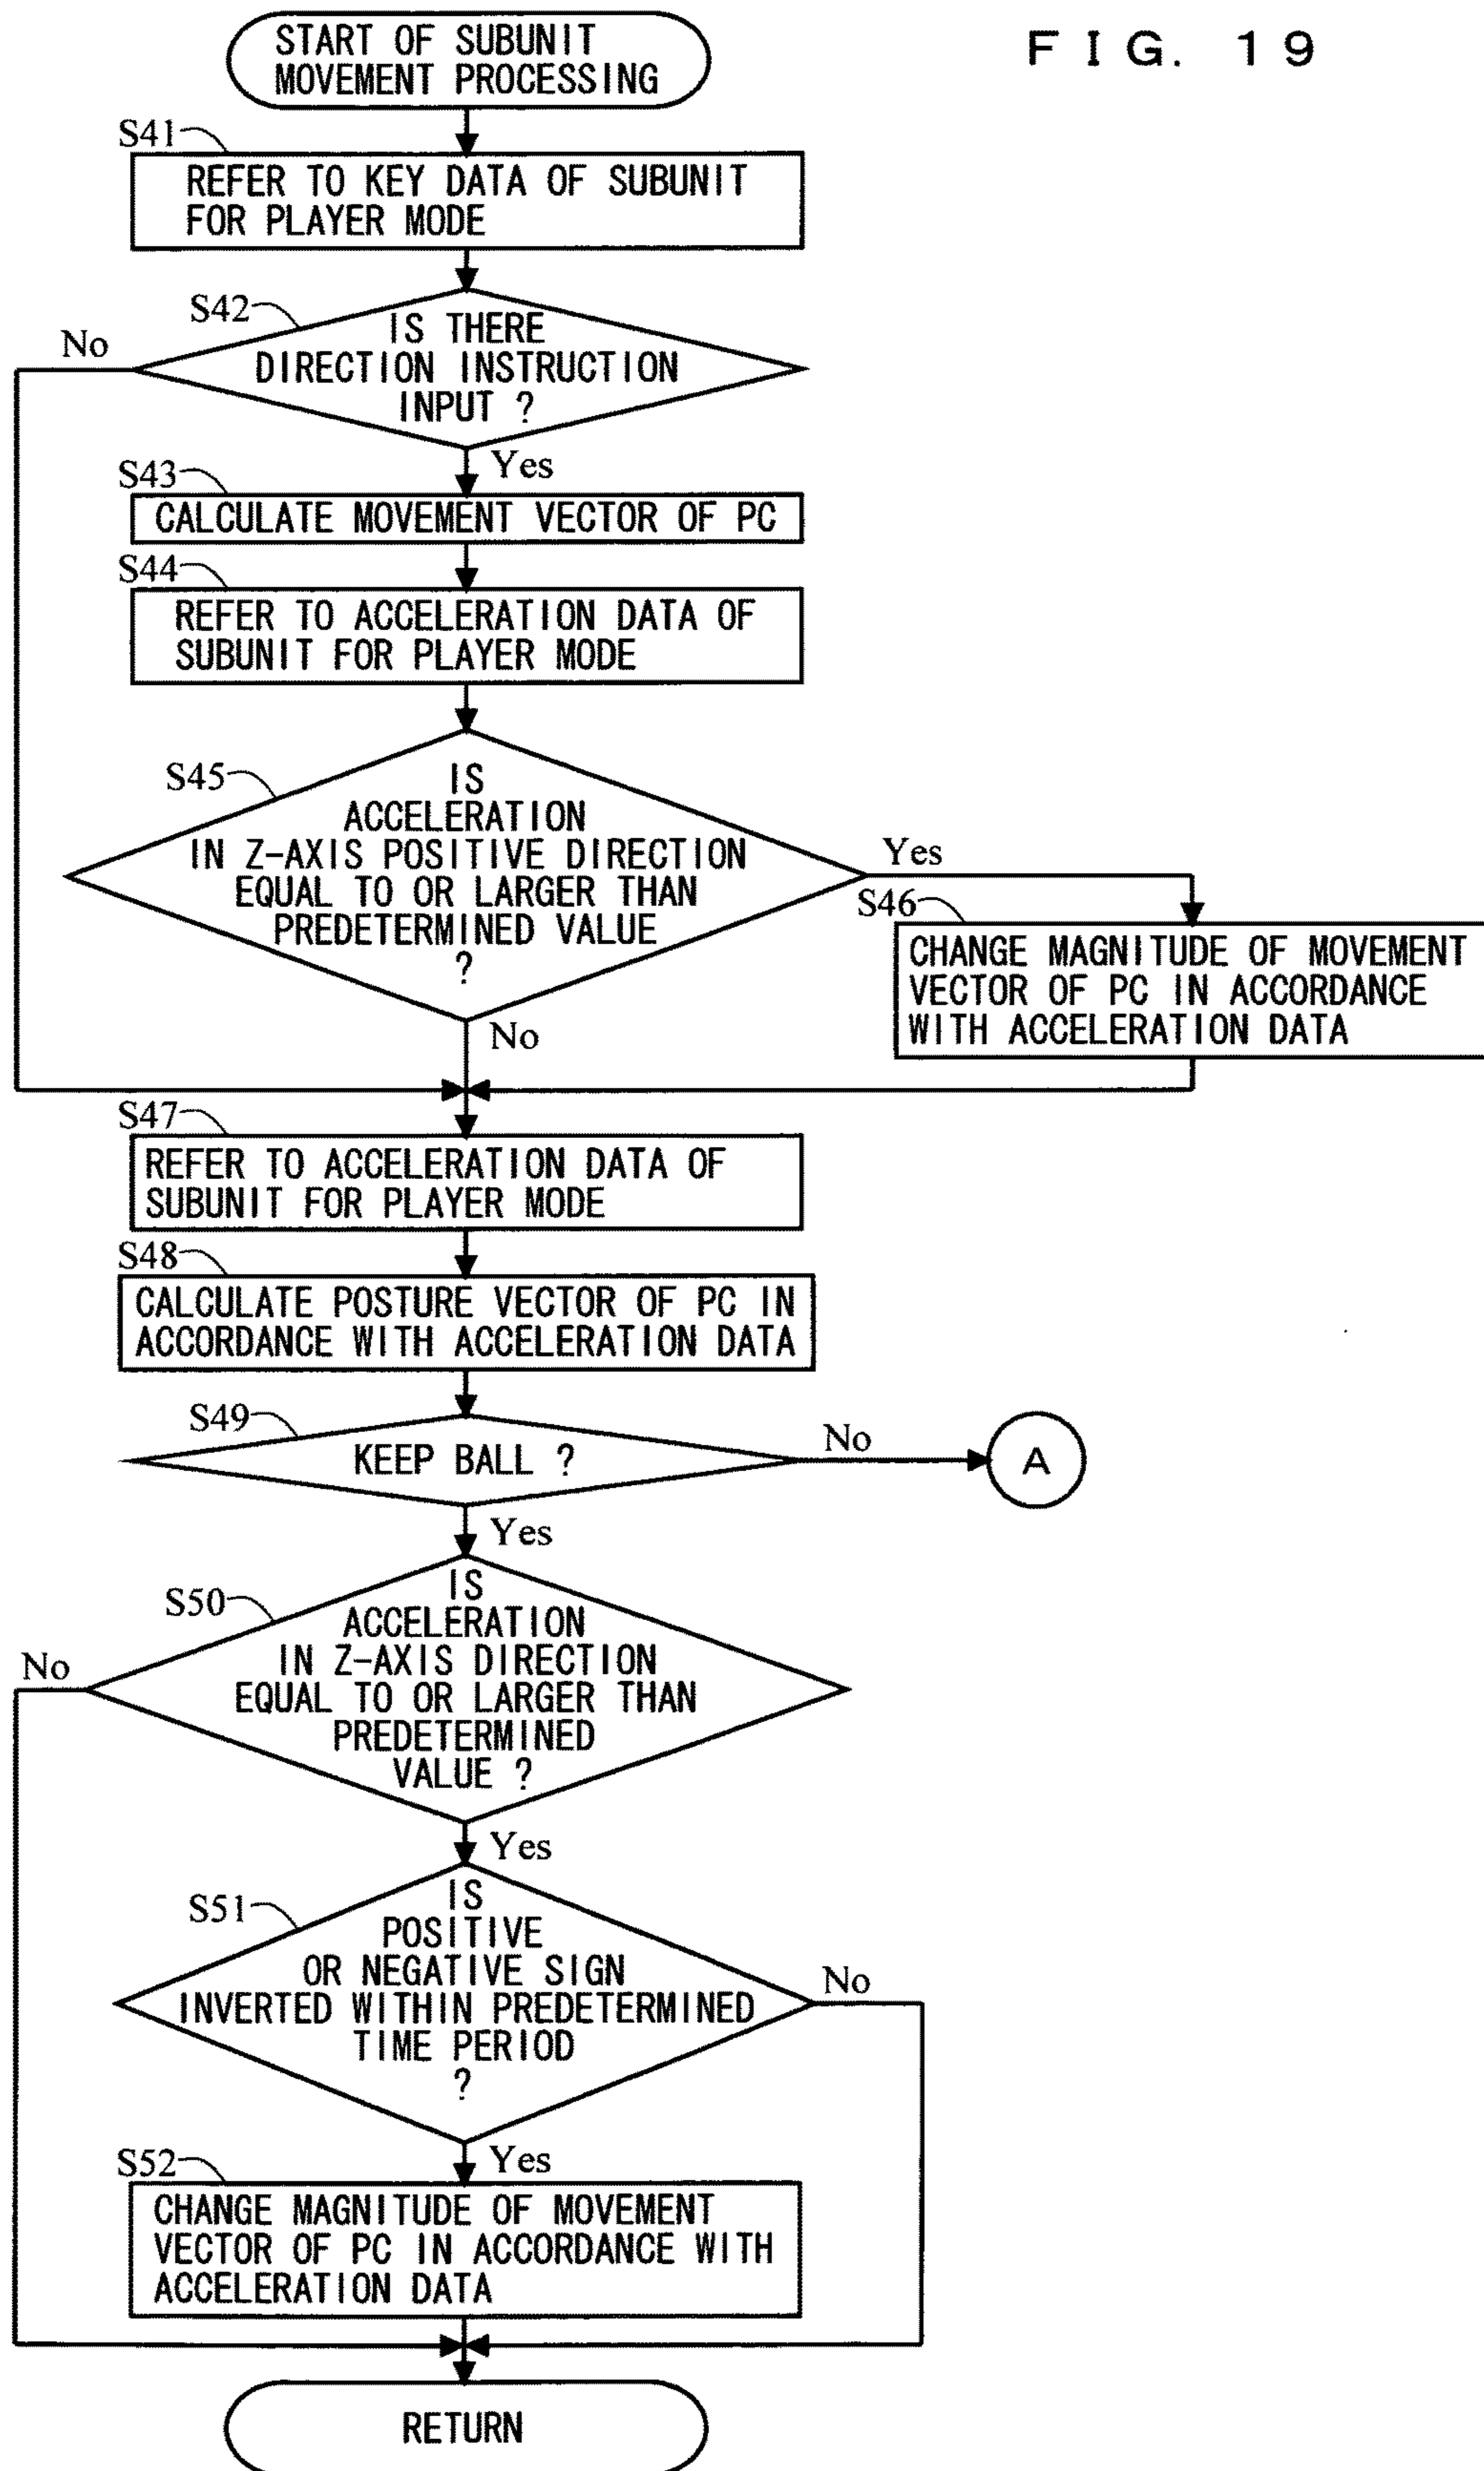 START OF SUBUNIT
MOVEMENT PROCESSING
FIG. 19
S41
REFER TO KEY DATA OF SUBUNIT
FOR PLAYER MODE
S42
No
IS THERE
DIRECTION INSTRUCTION
INPUT ?
Yes
S43
CALCULATE MOVEMENT VECTOR OF PC
S44
REFER TO ACCELERATION DATA OF
SUBUNIT FOR PLAYER MODE
S45
IS
ACCELERATION
IN Z-AXIS POSITIVE DIRECTION
EQUAL TO OR LARGER THAN
PREDETERMINED VALUE
?
Yes
S46
CHANGE MAGNITUDE OF MOVEMENT
VECTOR OF PC IN ACCORDANCE
WITH ACCELERATION DATA
No
S47
REFER TO ACCELERATION DATA OF
SUBUNIT FOR PLAYER MODE
S48
CALCULATE POSTURE VECTOR OF PC IN
ACCORDANCE WITH ACCELERATION DATA
S49
KEEP BALL ?
No
A
Yes
S50
No
IS
ACCELERATION
IN Z-AXIS DIRECTION
EQUAL TO OR LARGER THAN
PREDETERMINED
VALUE ?
Yes
S51
IS
POSITIVE
OR NEGATIVE SIGN
INVERTED WITHIN PREDETERMINED
TIME PERIOD
?
No
Yes
S52
CHANGE MAGNITUDE OF MOVEMENT
VECTOR OF PC IN ACCORDANCE WITH
ACCELERATION DATA
RETURN